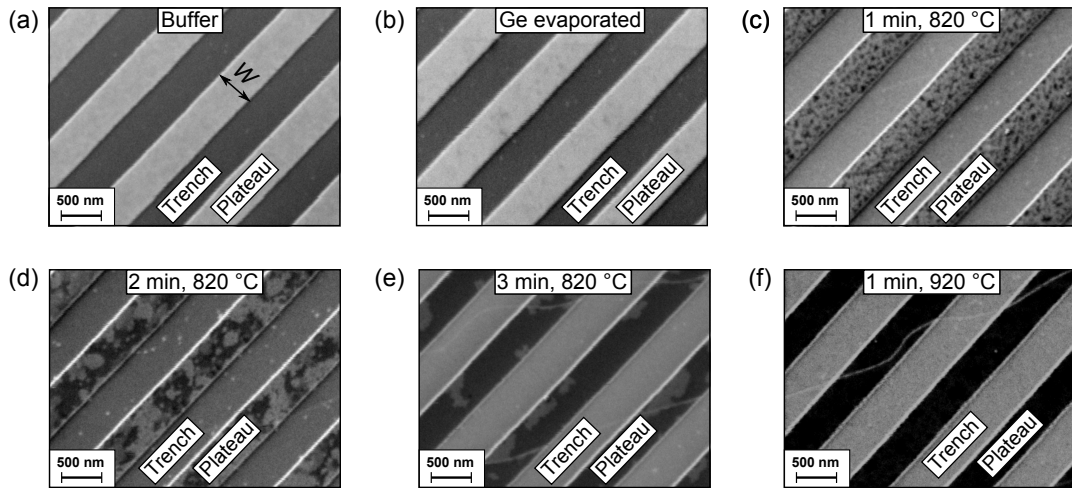 (a)
Buffer
W
Trench
Plateau
500 nm
(b)
Ge evaporated
Trench
Plateau
500 nm
(c)
1 min, 820 °C
Trench
Plateau
500 nm
(d)
2 min, 820 °C
Trench
Plateau
500 nm
(e)
3 min, 820 °C
Trench
Plateau
500 nm
(f)
1 min, 920 °C
Trench
Plateau
500 nm